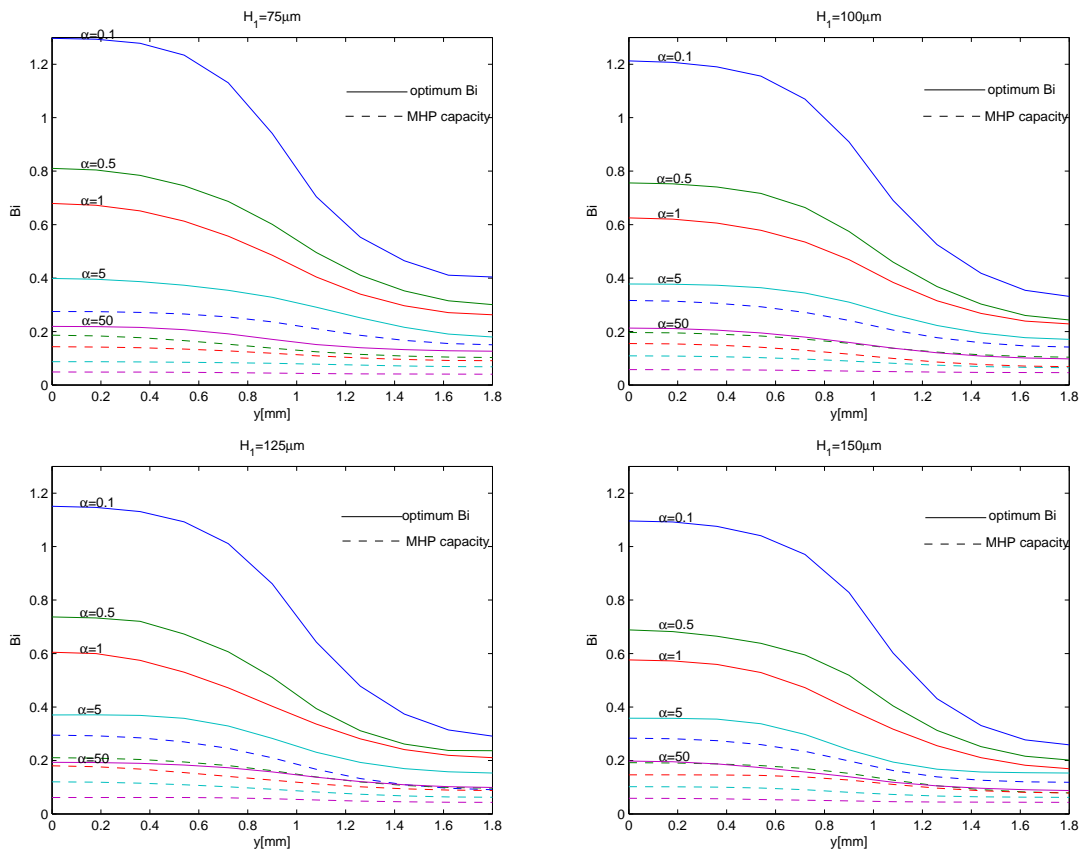 H₁=75μm
α=0.1
α=0.5
α=1
α=5
α=50
optimum Bi
MHP capacity
Bi
0
0.2
0.4
0.6
0.8
1
1.2
0 0.2 0.4 0.6 0.8 1 1.2 1.4 1.6 1.8
y[mm]
H₁=100μm
α=0.1
α=0.5
α=1
α=5
α=50
optimum Bi
MHP capacity
Bi
0
0.2
0.4
0.6
0.8
1
1.2
0 0.2 0.4 0.6 0.8 1 1.2 1.4 1.6 1.8
y[mm]
H₁=125μm
α=0.1
α=0.5
α=1
α=5
α=50
optimum Bi
MHP capacity
Bi
0
0.2
0.4
0.6
0.8
1
1.2
0 0.2 0.4 0.6 0.8 1 1.2 1.4 1.6 1.8
y[mm]
H₁=150μm
α=0.1
α=0.5
α=1
α=5
α=50
optimum Bi
MHP capacity
Bi
0
0.2
0.4
0.6
0.8
1
1.2
0 0.2 0.4 0.6 0.8 1 1.2 1.4 1.6 1.8
y[mm]